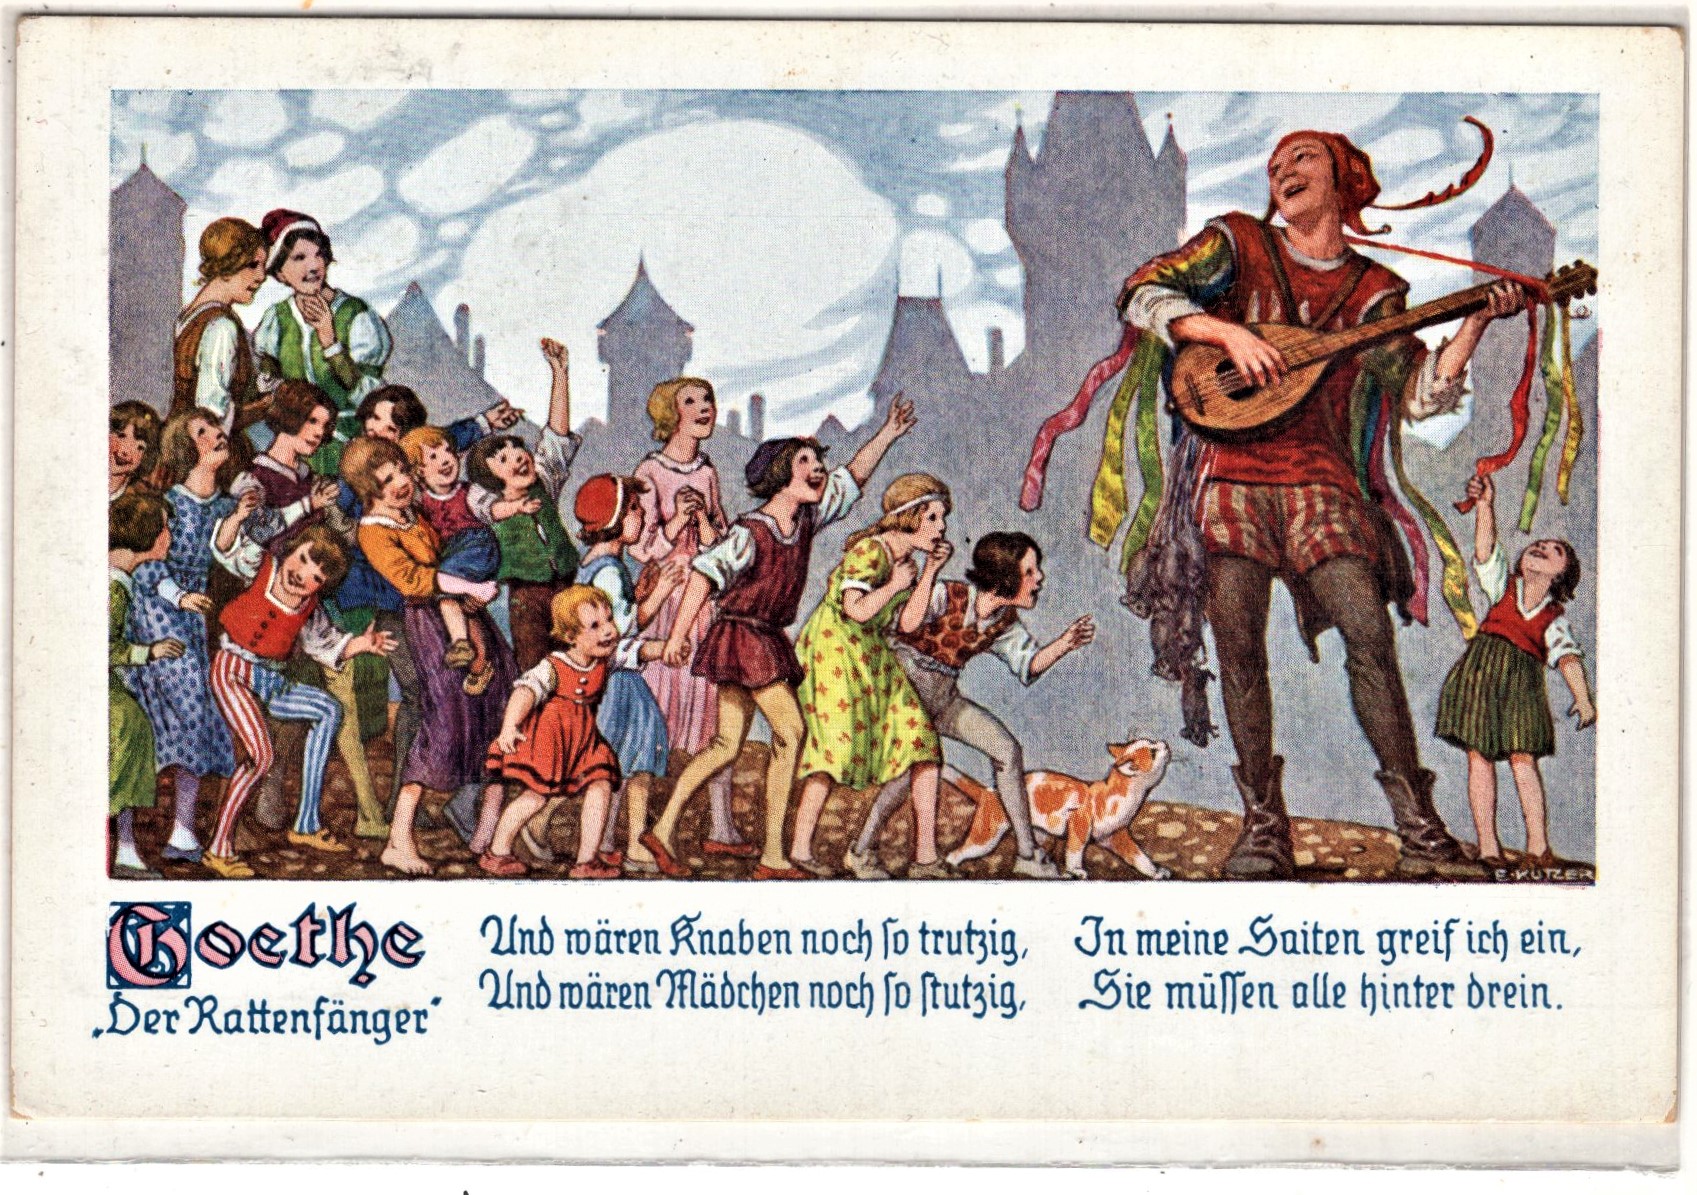 E·KUTZER
Goethe
„Der Rattenfänger“
Und wären Knaben noch so trutzig,
Und wären Mädchen noch so stutzig,
In meine Saiten greif ich ein,
Sie müssen alle hinter drein.